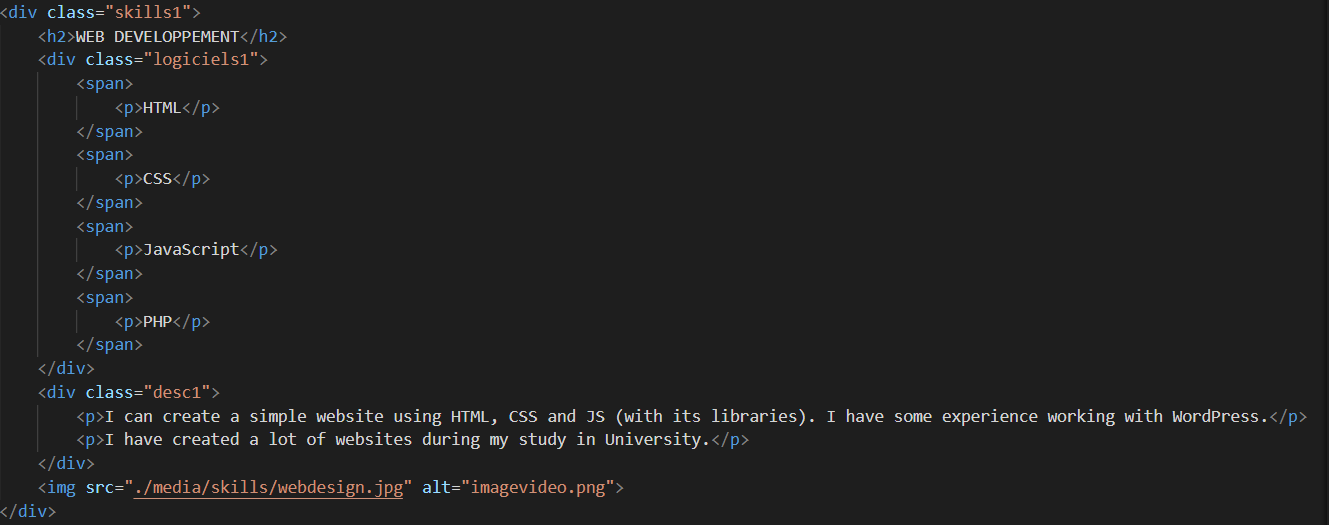 <div class="skills1">
    <h2>WEB DEVELOPPEMENT</h2>
    <div class="logiciels1">
        <span>
            <p>HTML</p>
        </span>
        <span>
            <p>CSS</p>
        </span>
        <span>
            <p>JavaScript</p>
        </span>
        <span>
            <p>PHP</p>
        </span>
    </div>
    <div class="desc1">
        <p>I can create a simple website using HTML, CSS and JS (with its libraries). I have some experience working with WordPress.</p>
        <p>I have created a lot of websites during my study in University.</p>
    </div>
    <img src="./media/skills/webdesign.jpg" alt="imagevideo.png">
</div>